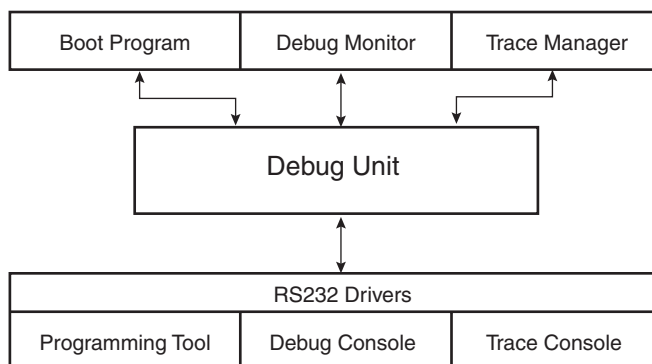 Boot Program
Debug Monitor
Trace Manager
Debug Unit
RS232 Drivers
Programming Tool
Debug Console
Trace Console